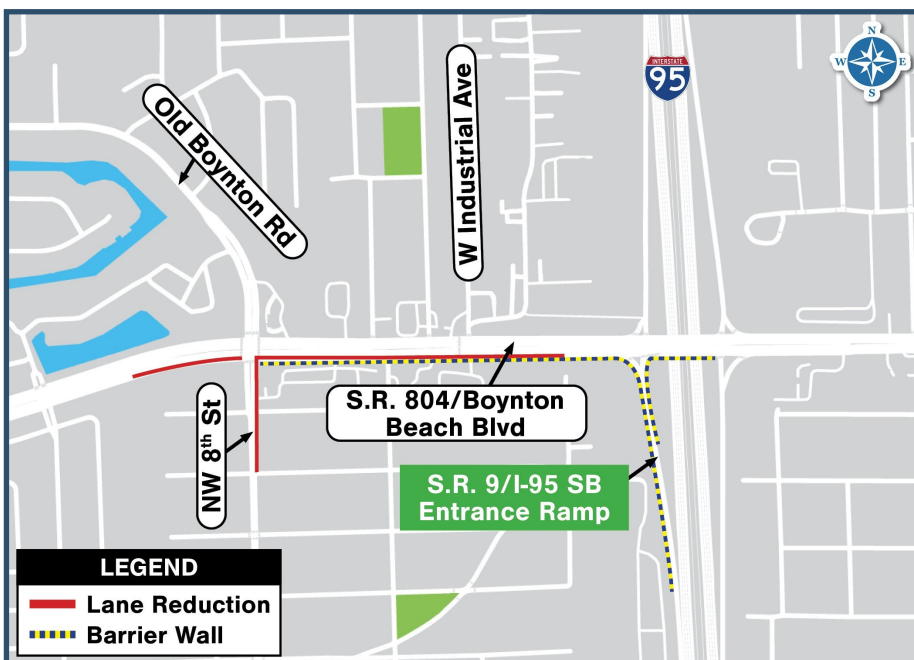 N
W
E
S
INTERSTATE
95
Old Boynton Rd
W Industrial Ave
NW 8th St
S.R. 804/Boynton
Beach Blvd
S.R. 9/I-95 SB
Entrance Ramp
LEGEND
Lane Reduction
Barrier Wall